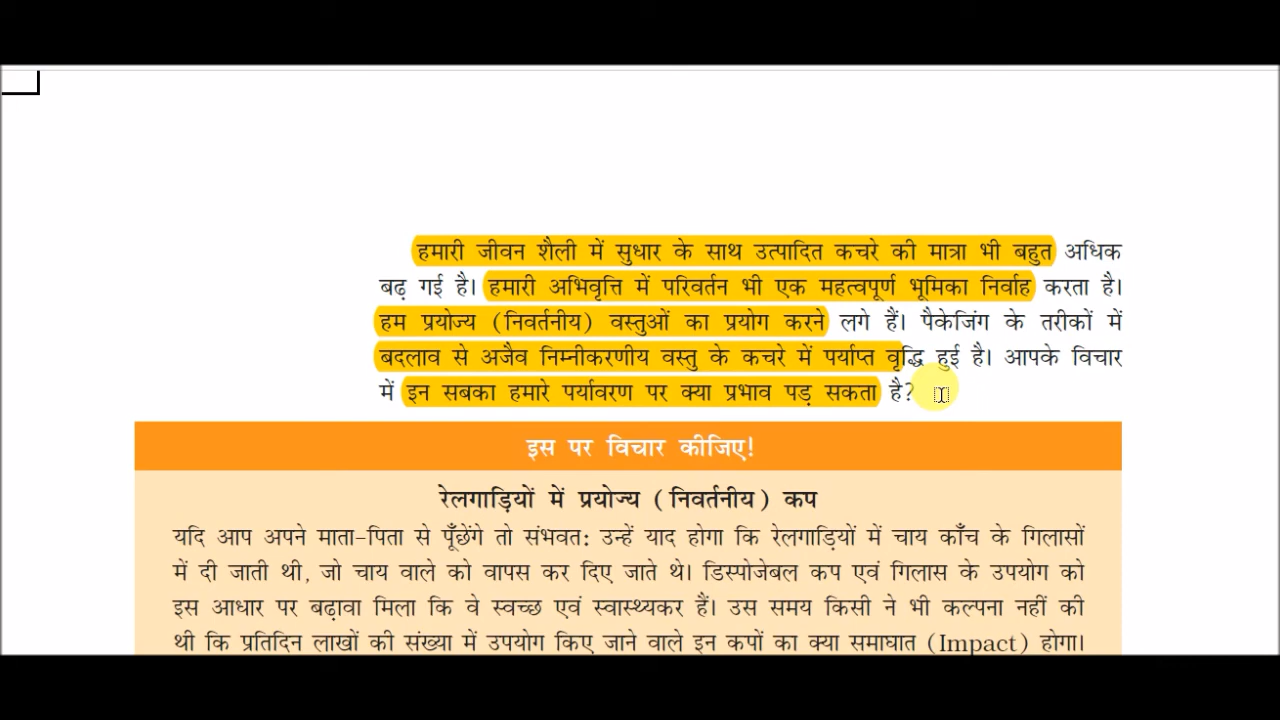 हमारी जीवन शैली में सुधार के साथ उत्पादित कचरे की मात्रा भी बहुत अधिक
बढ़ गई है। हमारी अभिवृत्ति में परिवर्तन भी एक महत्वपूर्ण भूमिका निर्वाह करता है।
हम प्रयोज्य (निवर्तनीय) वस्तुओं का प्रयोग करने लगे हैं। पैकेजिंग के तरीकों में
बदलाव से अजैव निम्नीकरणीय वस्तु के कचरे में पर्याप्त वृद्धि हुई है। आपके विचार
में इन सबका हमारे पर्यावरण पर क्या प्रभाव पड़ सकता है?
इस पर विचार कीजिए!
रेलगाड़ियों में प्रयोज्य (निवर्तनीय) कप
यदि आप अपने माता-पिता से पूँछेंगे तो संभवत: उन्हें याद होगा कि रेलगाड़ियों में चाय काँच के गिलासों
में दी जाती थी, जो चाय वाले को वापस कर दिए जाते थे। डिस्पोजेबल कप एवं गिलास के उपयोग को
इस आधार पर बढ़ावा मिला कि वे स्वच्छ एवं स्वास्थ्यकर हैं। उस समय किसी ने भी कल्पना नहीं की
थी कि प्रतिदिन लाखों की संख्या में उपयोग किए जाने वाले इन कपों का क्या समाघात (Impact) होगा।